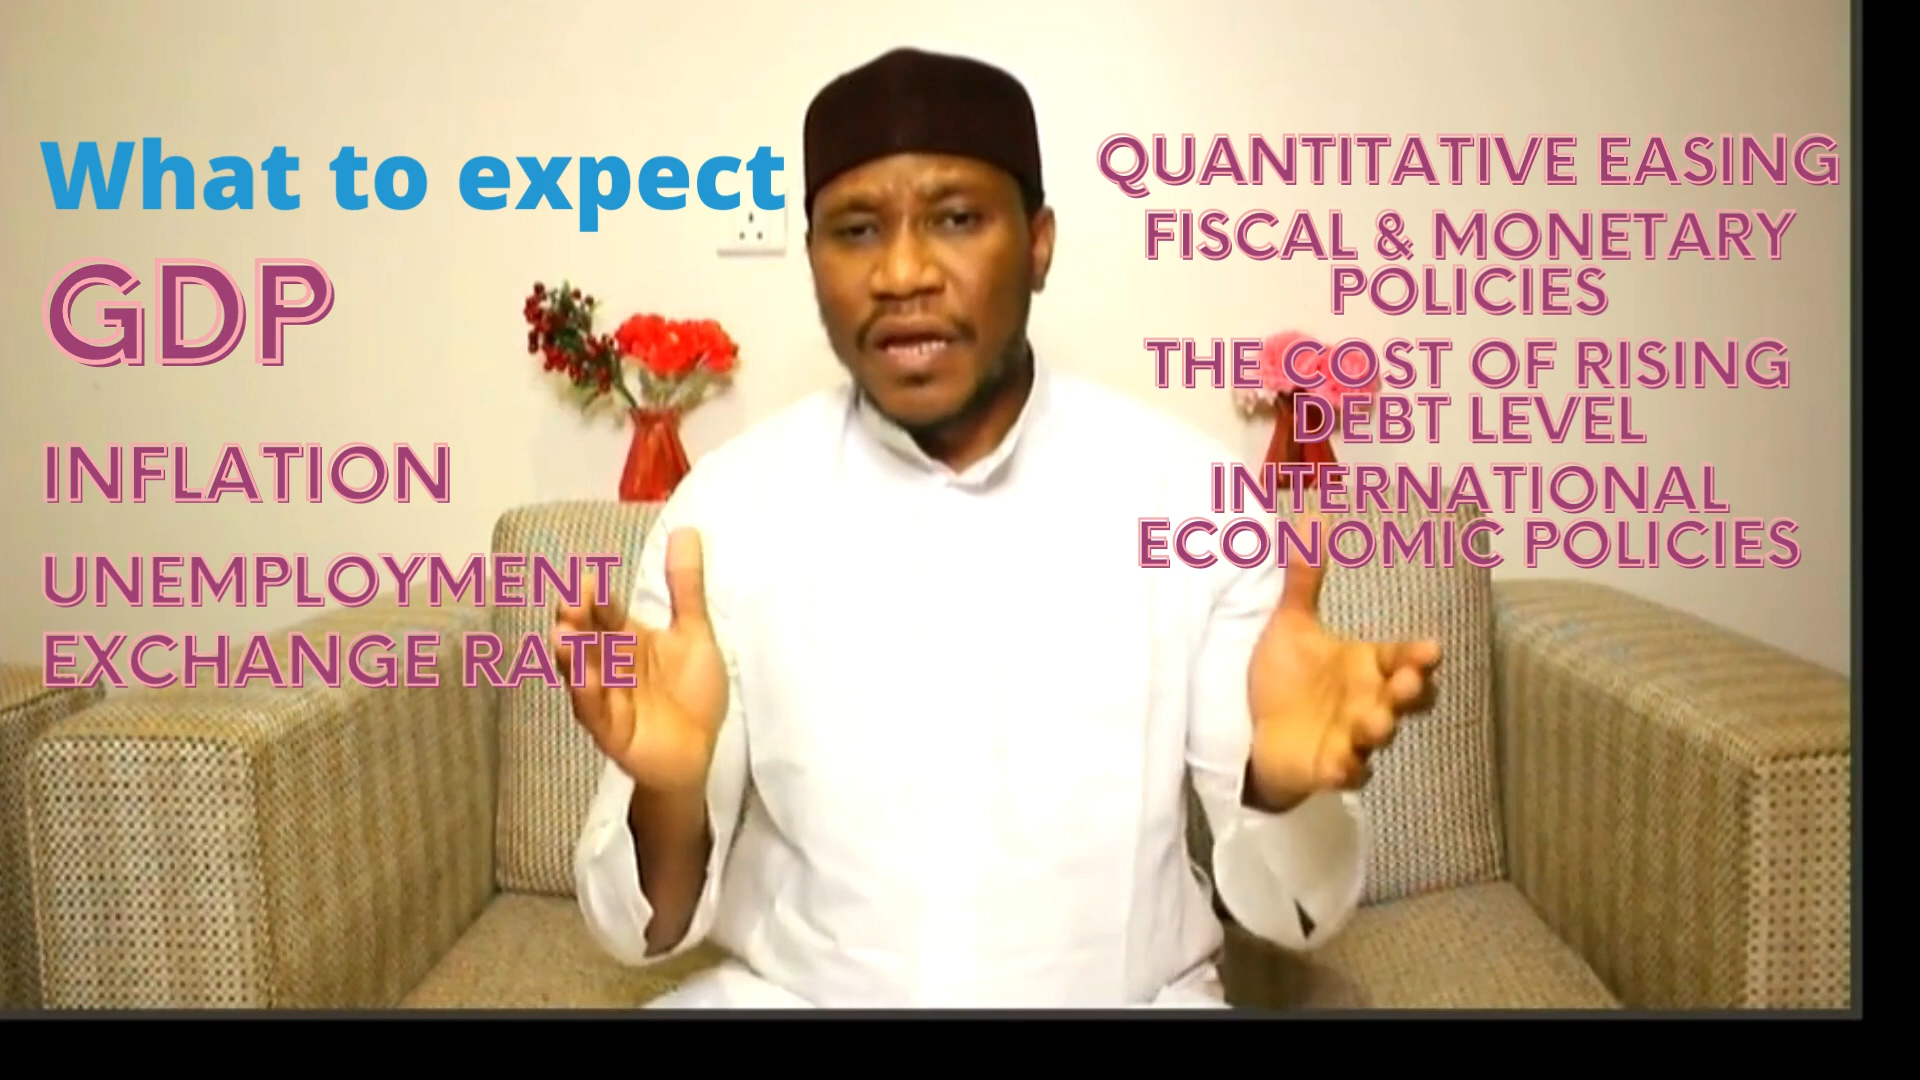 What to expect
GDP
INFLATION
UNEMPLOYMENT
EXCHANGE RATE
QUANTITATIVE EASING
FISCAL & MONETARY
POLICIES
THE COST OF RISING
DEBT LEVEL
INTERNATIONAL
ECONOMIC POLICIES